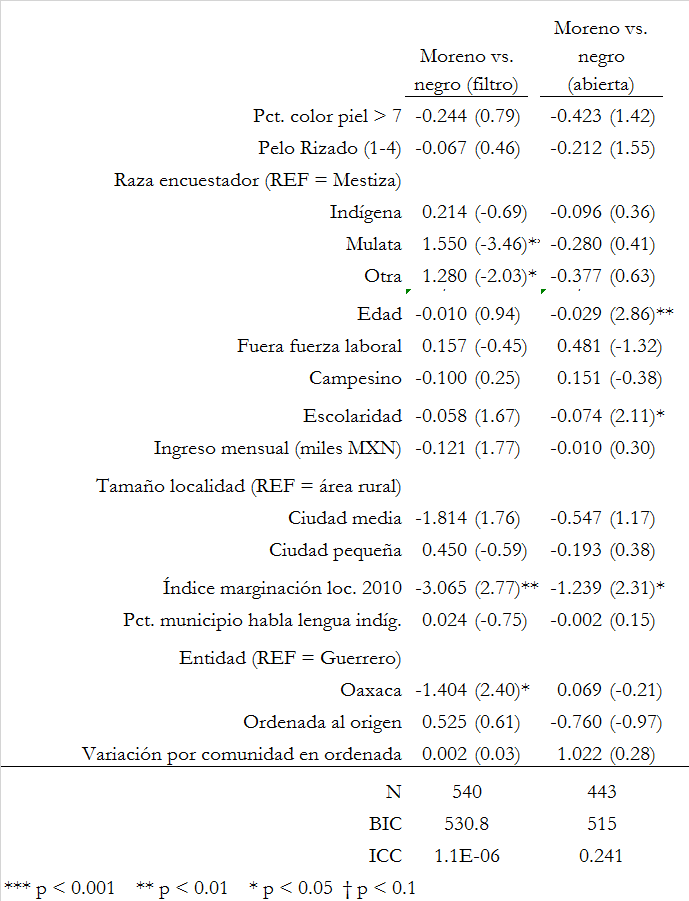 Moreno vs.
Moreno vs. negro
negro (filtro) (abierta)
Pct. color piel > 7 -0.244 (0.79) -0.423 (1.42)
Pelo Rizado (1-4) -0.067 (0.46) -0.212 (1.55)
Raza encuestador (REF = Mestiza)
Indígena 0.214 (-0.69) -0.096 (0.36)
Mulata 1.550 (-3.46)** -0.280 (0.41)
Otra 1.280 (-2.03)* -0.377 (0.63)
Edad -0.010 (0.94) -0.029 (2.86)**
Fuera fuerza laboral 0.157 (-0.45) 0.481 (-1.32)
Campesino -0.100 (0.25) 0.151 (-0.38)
Escolaridad -0.058 (1.67) -0.074 (2.11)*
Ingreso mensual (miles MXN) -0.121 (1.77) -0.010 (0.30)
Tamaño localidad (REF = área rural)
Ciudad media -1.814 (1.76) -0.547 (1.17)
Ciudad pequeña 0.450 (-0.59) -0.193 (0.38)
Índice marginación loc. 2010 -3.065 (2.77)** -1.239 (2.31)*
Pct. municipio habla lengua indíg. 0.024 (-0.75) -0.002 (0.15)
Entidad (REF = Guerrero)
Oaxaca -1.404 (2.40)* 0.069 (-0.21)
Ordenada al origen 0.525 (0.61) -0.760 (-0.97)
Variación por comunidad en ordenada 0.002 (0.03) 1.022 (0.28)
N 540 443
BIC 530.8 515
ICC 1.1E-06 0.241
*** p < 0.001 ** p < 0.01 * p < 0.05 † p < 0.1